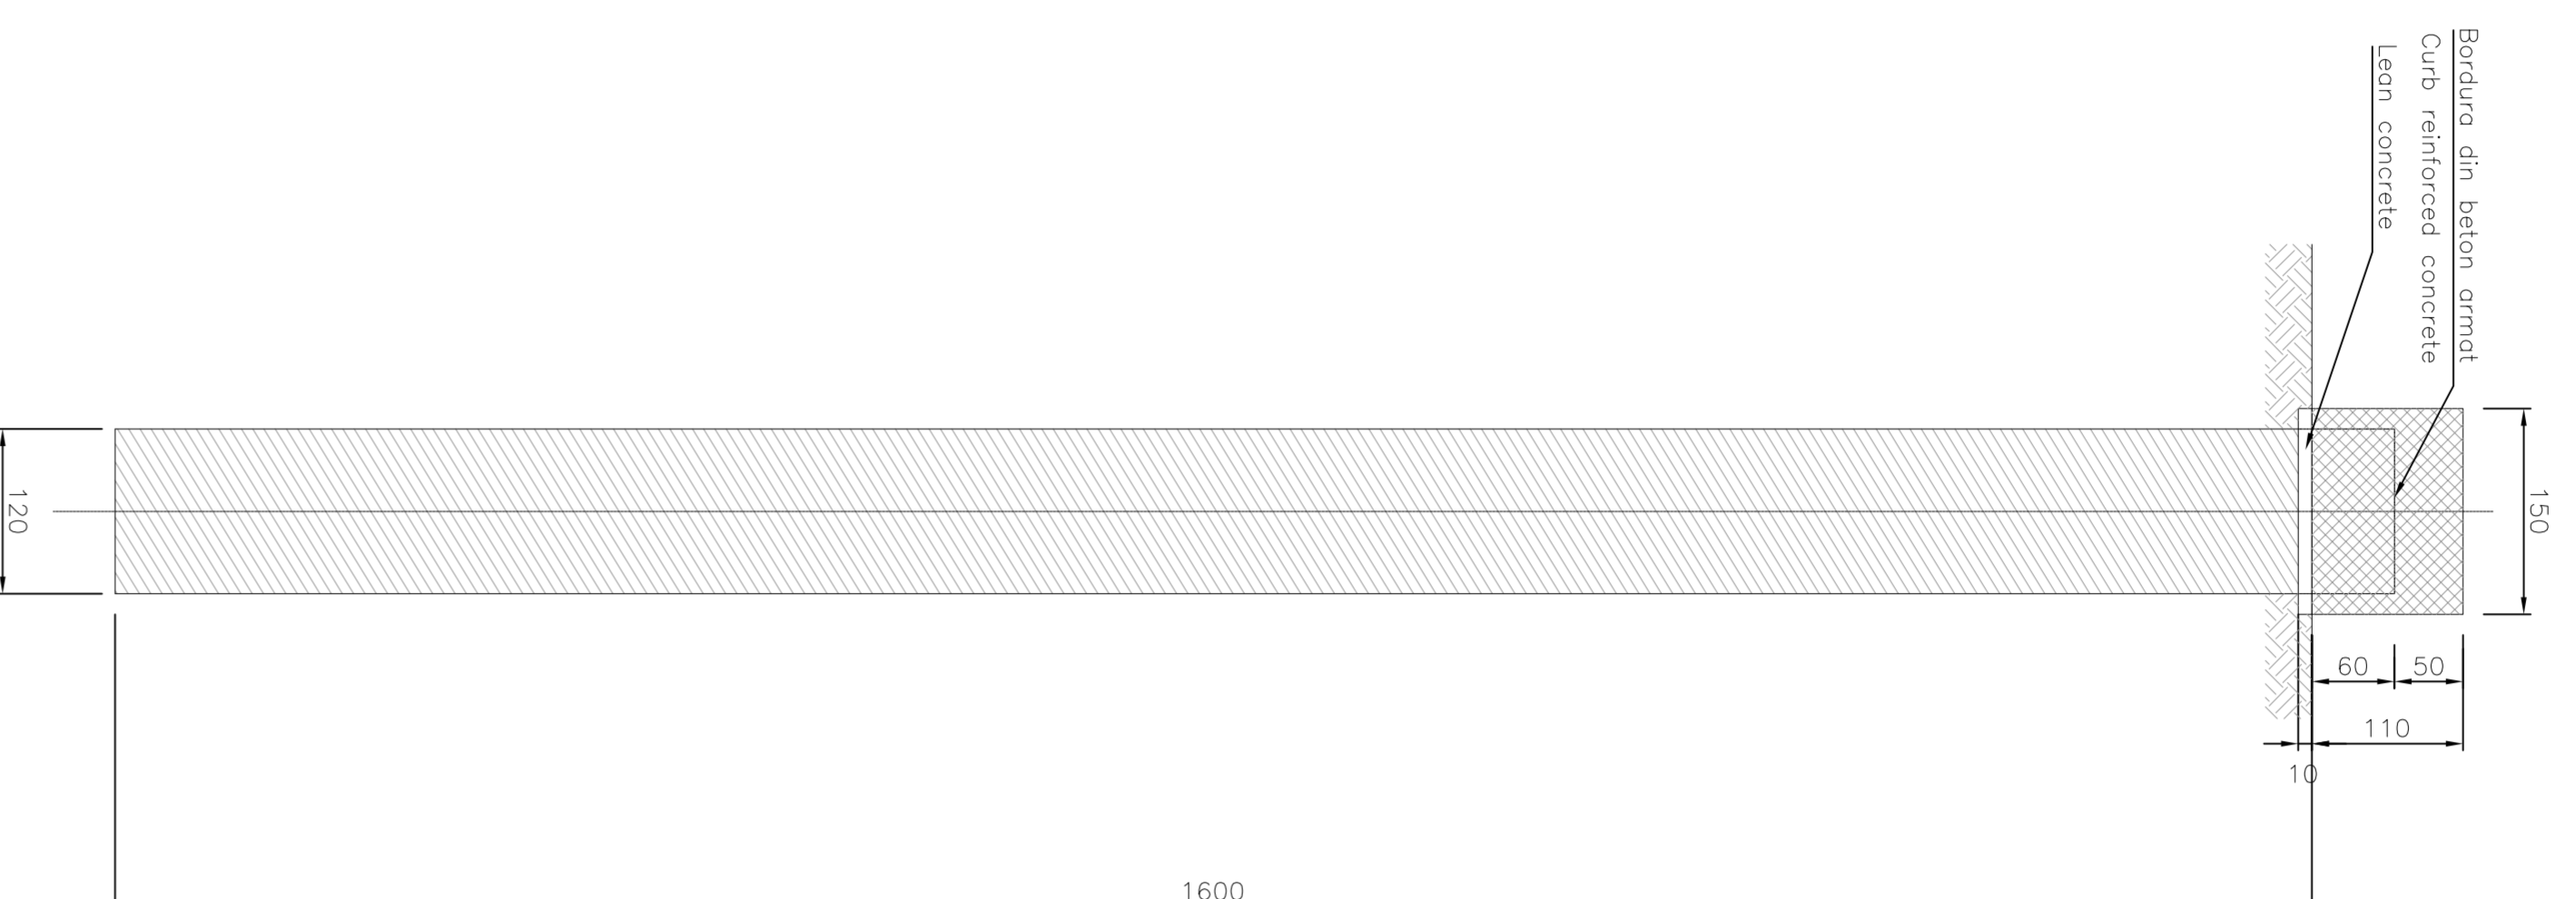 Bordura din beton armat
Curb reinforced concrete
Lean concrete
150
60
50
110
10
120
1600